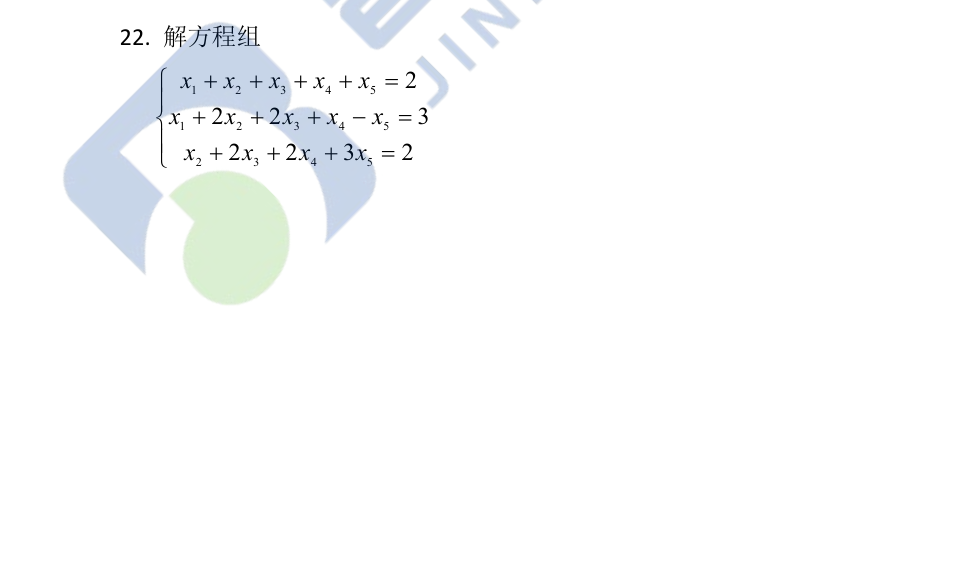 22. 解方程组
x₁ + x₂ + x₃ + x₄ + x₅ = 2
x₁ + 2x₂ + 2x₃ + x₄ − x₅ = 3
x₂ + 2x₃ + 2x₄ + 3x₅ = 2
JIN